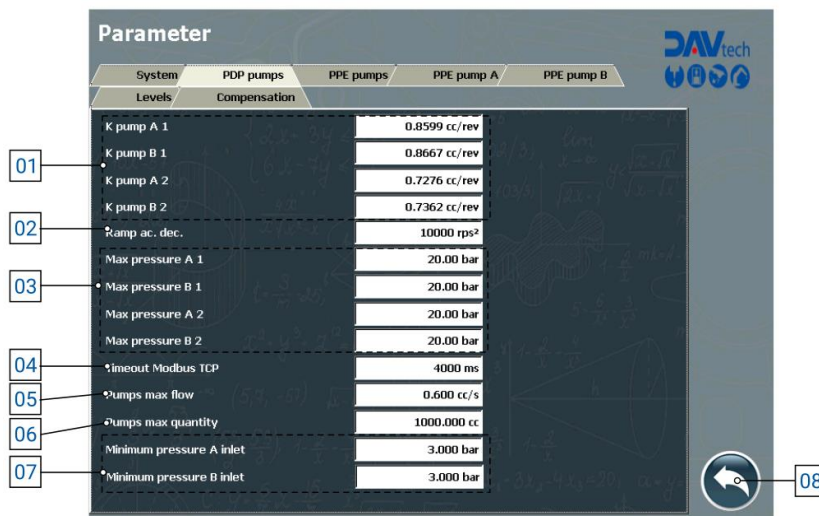 Parameter
DAVtech
System PDP pumps PPE pumps PPE pump A PPE pump B
Levels Compensation
K pump A 1 0.8599 cc/rev
K pump B 1 0.8667 cc/rev
01
K pump A 2 0.7276 cc/rev
K pump B 2 0.7362 cc/rev
02 Ramp ac. dec. 10000 rps²
Max pressure A 1 20.00 bar
03 Max pressure B 1 20.00 bar
Max pressure A 2 20.00 bar
Max pressure B 2 20.00 bar
04 Timeout Modbus TCP 4000 ms
05 Pumps max flow 0.600 cc/s
06 Pumps max quantity 1000.000 cc
Minimum pressure A inlet 3.000 bar
07 Minimum pressure B inlet 3.000 bar
08